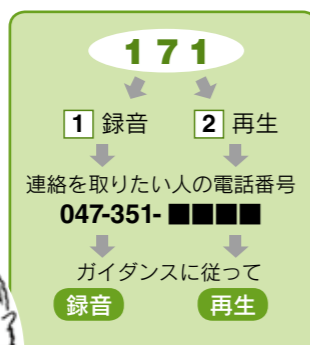 171
1 録音 2 再生
連絡を取りたい人の電話番号
047-351-■■■■
ガイダンスに従って
録音 再生